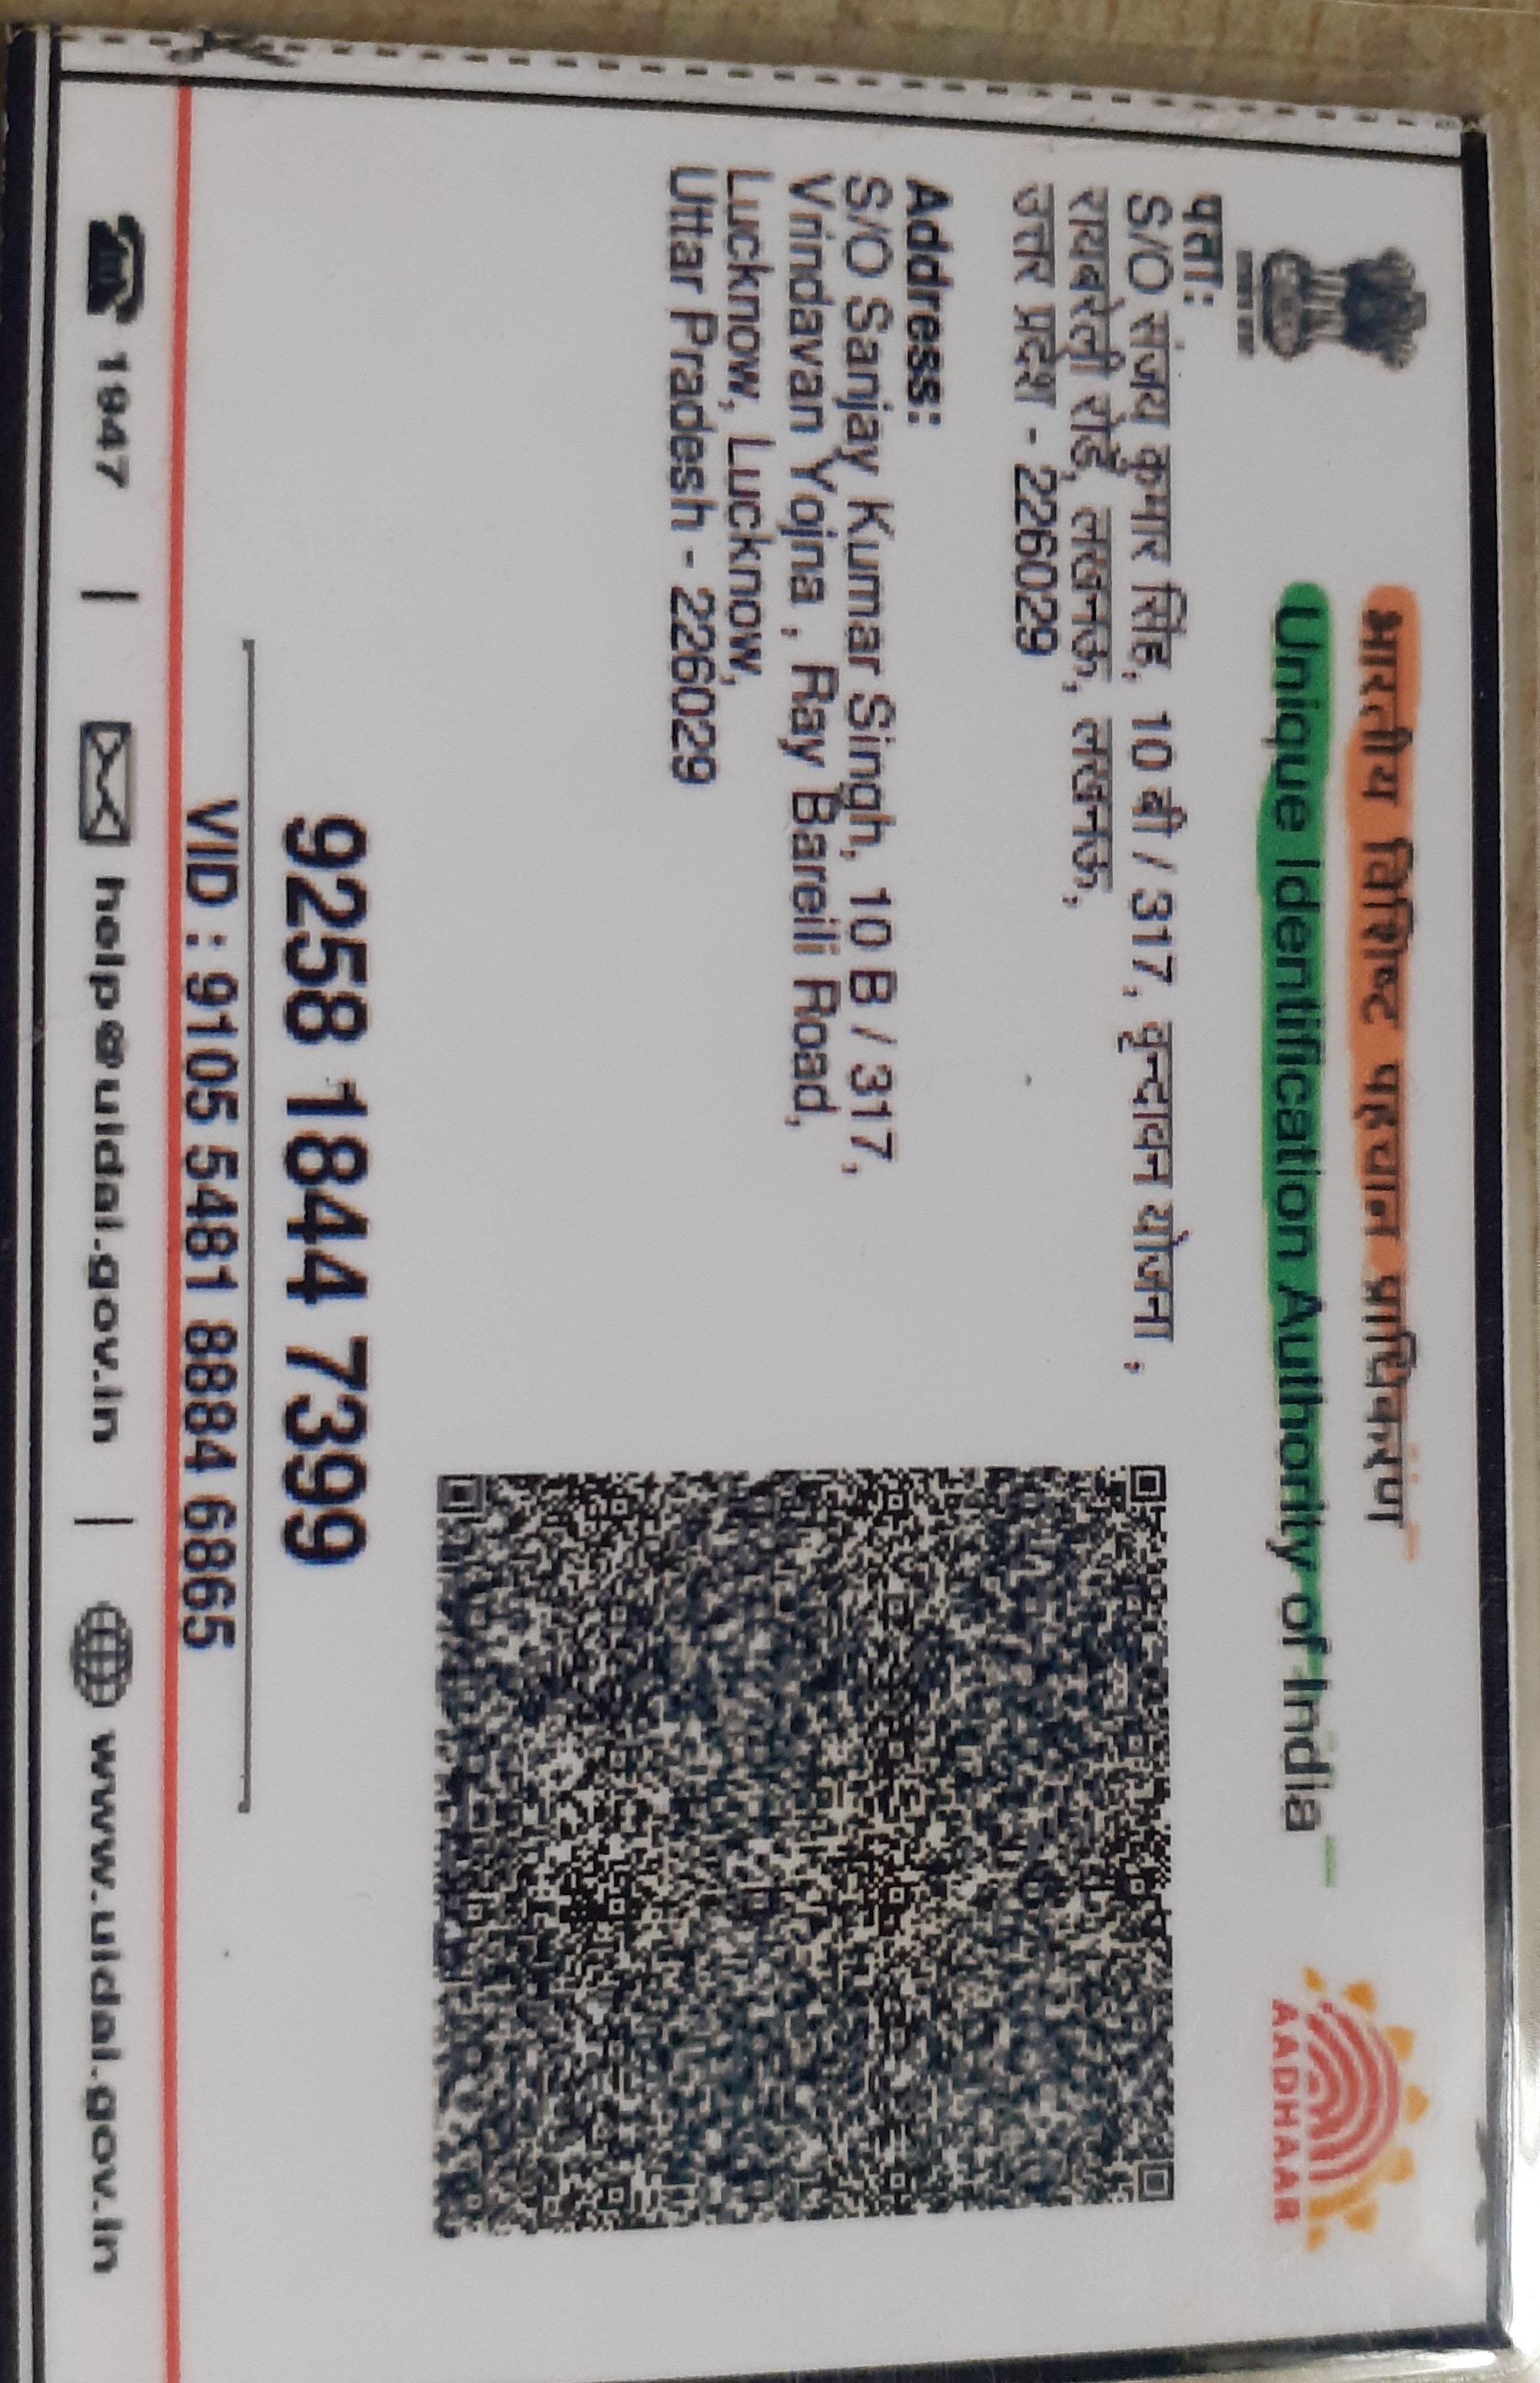 भारतीय विशिष्ट पहचान प्राधिकरण
Unique Identification Authority of India
AADHAAR
पता:
S/O संजय कुमार सिंह, 10 बी / 317, वृन्दावन योजना ,
रायबरेली रोड, लखनऊ, लखनऊ,
उत्तर प्रदेश - 226029
Address:
S/O Sanjay Kumar Singh, 10 B / 317,
Vrindavan Yojna , Ray Bareili Road,
Lucknow, Lucknow,
Uttar Pradesh - 226029
9258 1844 7399
VID : 9105 5481 8884 6865
1947 | help@uidai.gov.in | www.uidai.gov.in